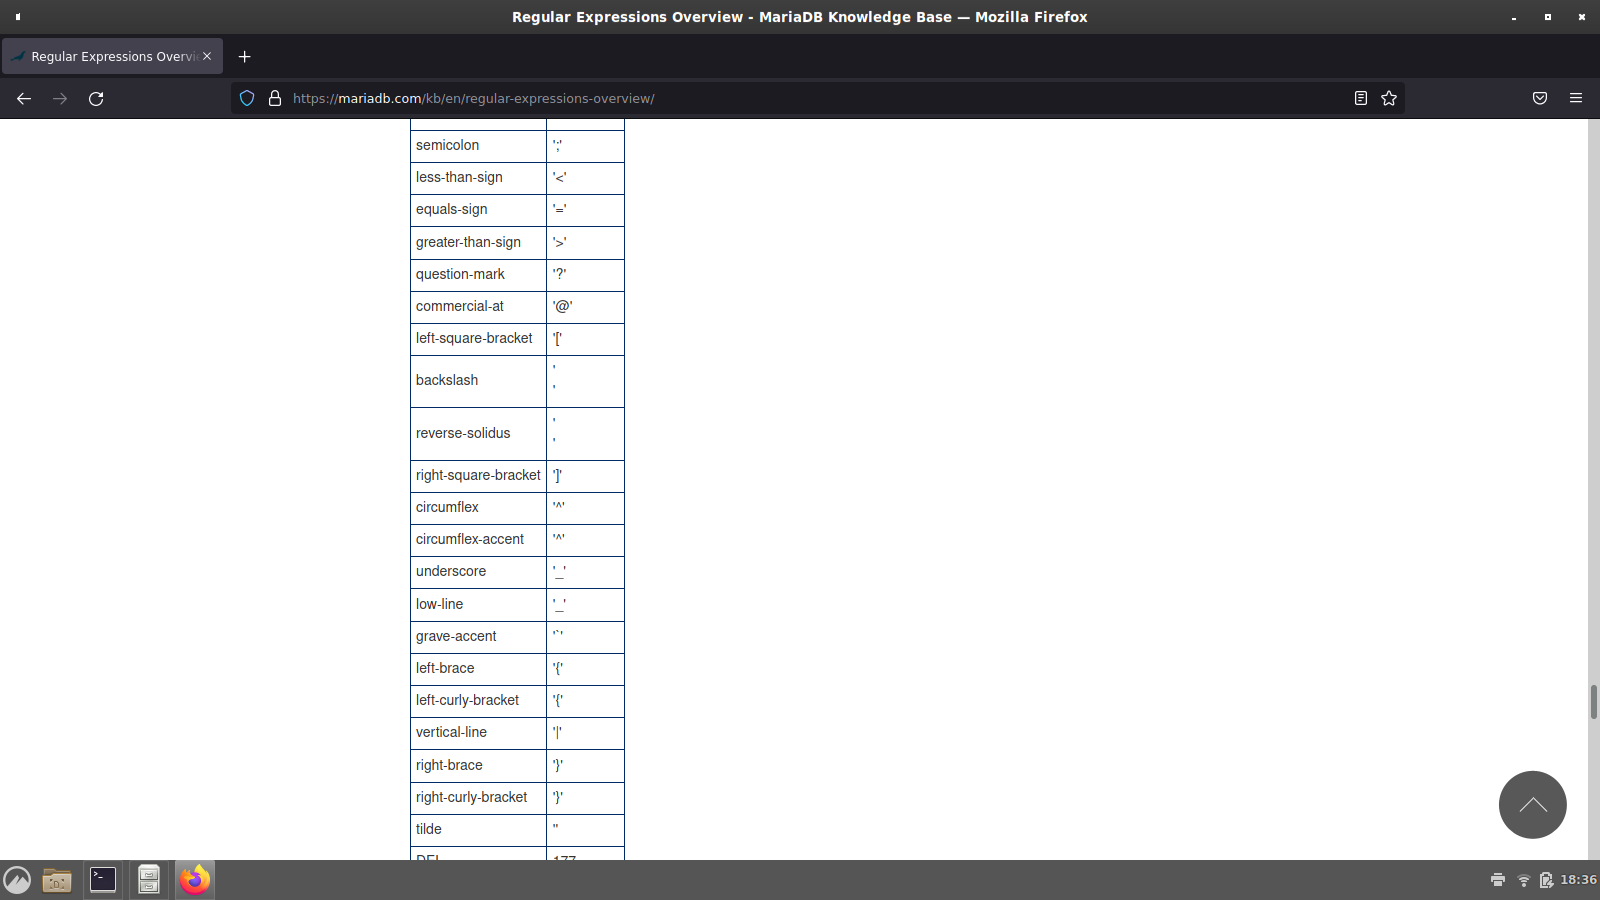 Regular Expressions Overview - MariaDB Knowledge Base — Mozilla Firefox
Regular Expressions Overvi
https://mariadb.com/kb/en/regular-expressions-overview/
semicolon ';'
less-than-sign '<'
equals-sign '='
greater-than-sign '>'
question-mark '?'
commercial-at '@'
left-square-bracket '['
backslash '
'
reverse-solidus '
'
right-square-bracket ']'
circumflex '^'
circumflex-accent '^'
underscore '_'
low-line '_'
grave-accent '`'
left-brace '{'
left-curly-bracket '{'
vertical-line '|'
right-brace '}'
right-curly-bracket '}'
tilde ''
DEL 177
18:36